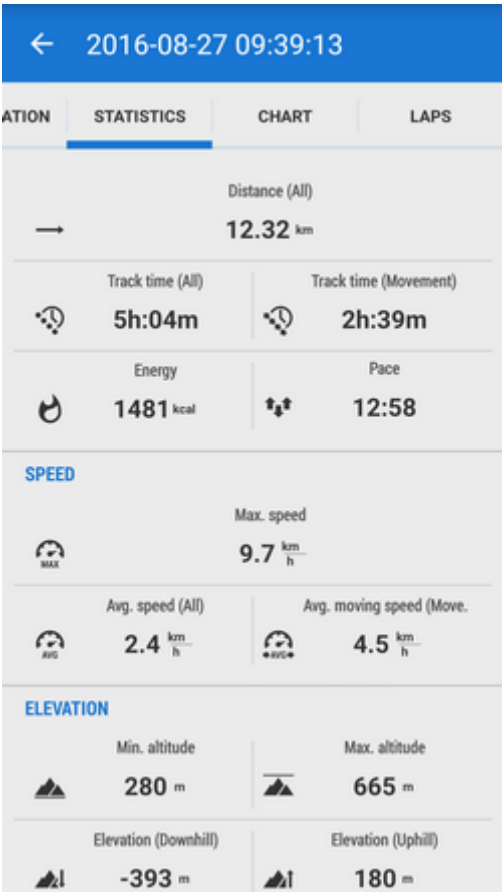 2016-08-27 09:39:13
ATION STATISTICS CHART LAPS
Distance (All)
12.32 km
Track time (All) Track time (Movement)
5h:04m 2h:39m
Energy Pace
1481 kcal 12:58
SPEED
Max. speed
MAX 9.7 km/h
Avg. speed (All) Avg. moving speed (Move.
AVG 2.4 km/h AVG 4.5 km/h
ELEVATION
Min. altitude Max. altitude
280 m 665 m
Elevation (Downhill) Elevation (Uphill)
-393 m 180 m